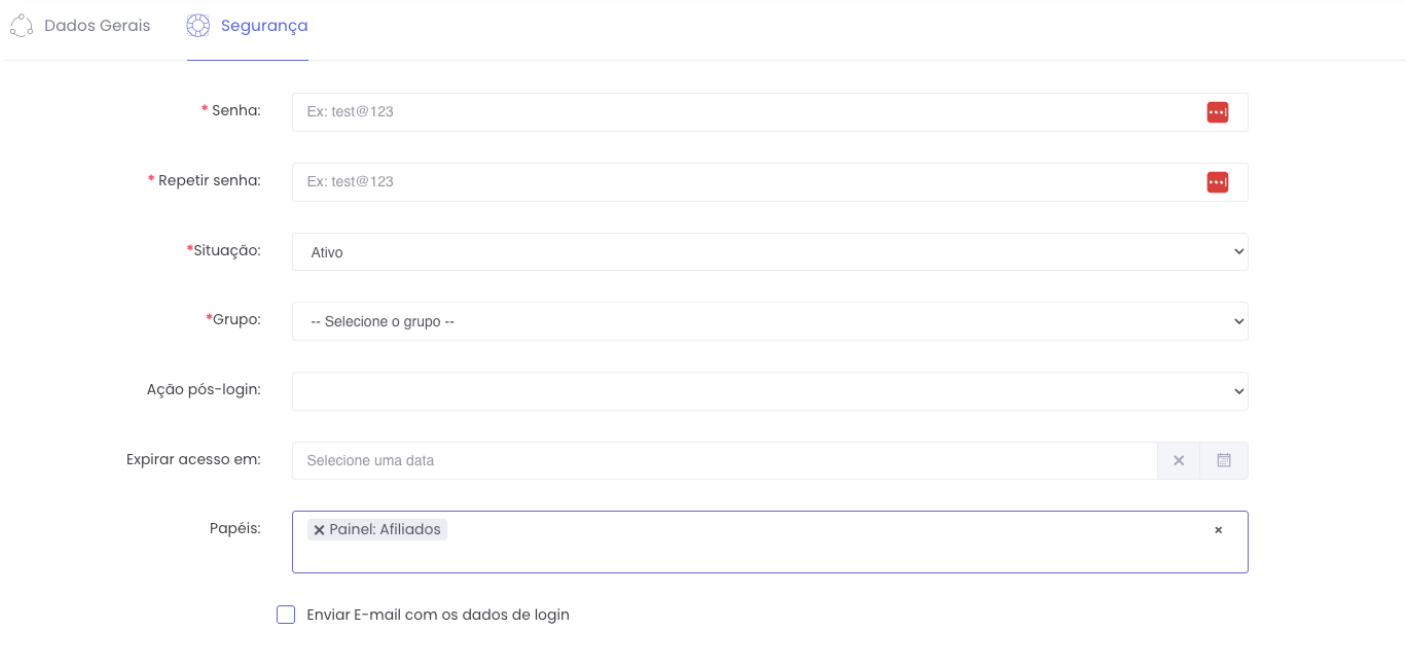 Dados Gerais Segurança
* Senha: Ex: test@123
* Repetir senha: Ex: test@123
*Situação: Ativo
*Grupo: -- Selecione o grupo --
Ação pós-login:
Expirar acesso em: Selecione uma data
Papéis: × Painel: Afiliados ×
Enviar E-mail com os dados de login